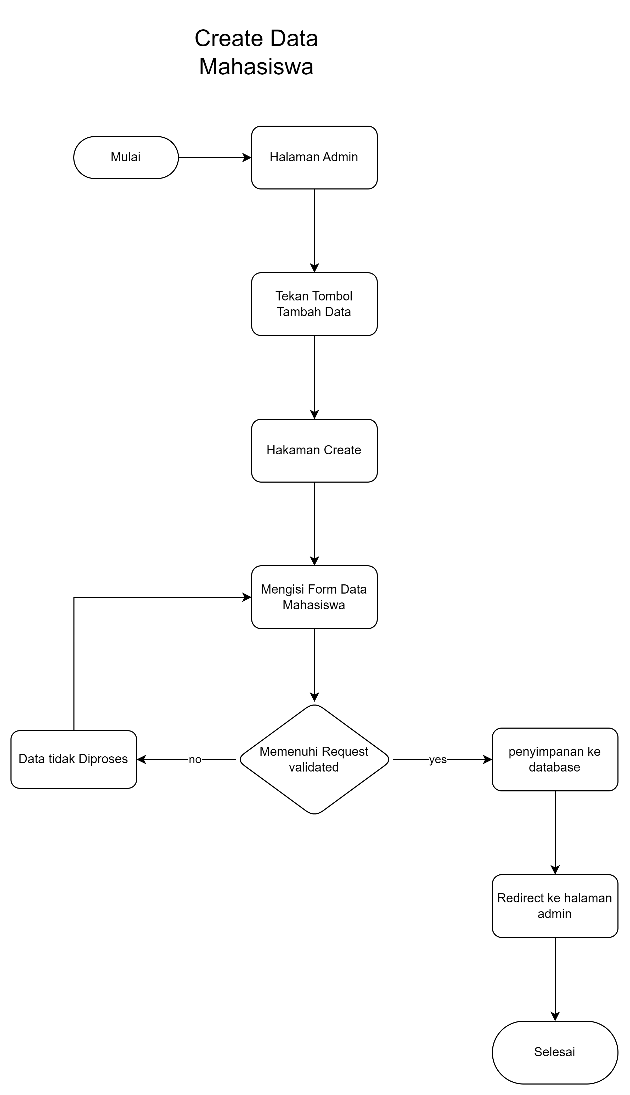 Create Data
Mahasiswa
Mulai
Halaman Admin
Tekan Tombol
Tambah Data
Hakaman Create
Mengisi Form Data
Mahasiswa
Memenuhi Request
validated
no
Data tidak Diproses
yes
penyimpanan ke
database
Redirect ke halaman
admin
Selesai